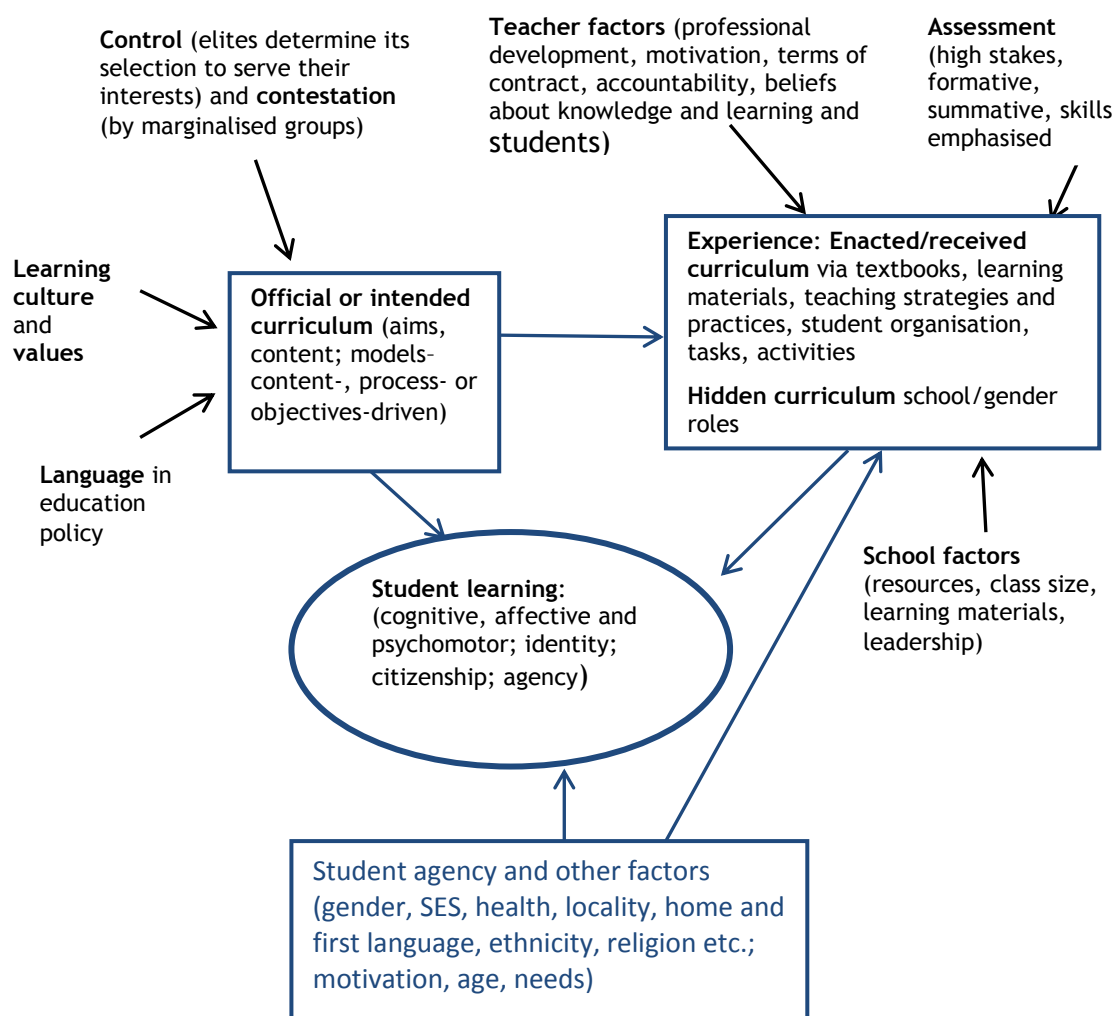 Control (elites determine its
selection to serve their
interests) and contestation
(by marginalised groups)
Teacher factors (professional
development, motivation, terms of
contract, accountability, beliefs
about knowledge and learning and
students)
Assessment
(high stakes,
formative,
summative, skills
emphasised
Learning
culture
and
values
Official or intended
curriculum (aims,
content; models–
content-, process- or
objectives-driven)
Experience: Enacted/received
curriculum via textbooks, learning
materials, teaching strategies and
practices, student organisation,
tasks, activities
Hidden curriculum school/gender
roles
Language in
education
policy
Student learning:
(cognitive, affective and
psychomotor; identity;
citizenship; agency)
School factors
(resources, class size,
learning materials,
leadership)
Student agency and other factors
(gender, SES, health, locality, home and
first language, ethnicity, religion etc.;
motivation, age, needs)